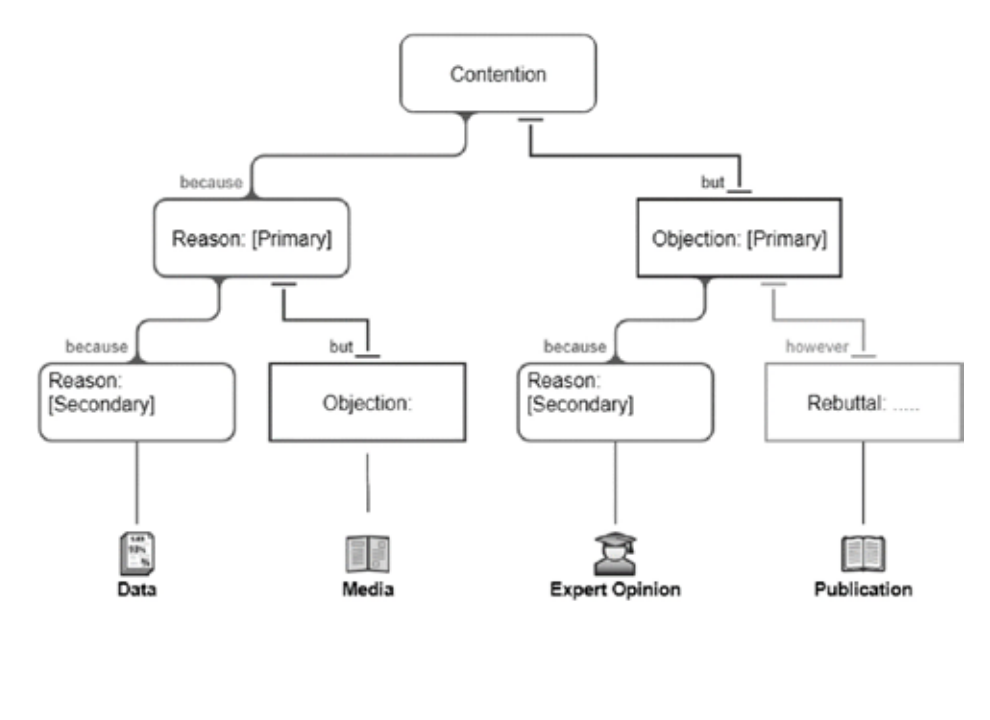 Contention
because
but
Reason: [Primary]
Objection: [Primary]
because
but
because
however
Reason:
[Secondary]
Objection:
Reason:
[Secondary]
Rebuttal: .....
Data
Media
Expert Opinion
Publication